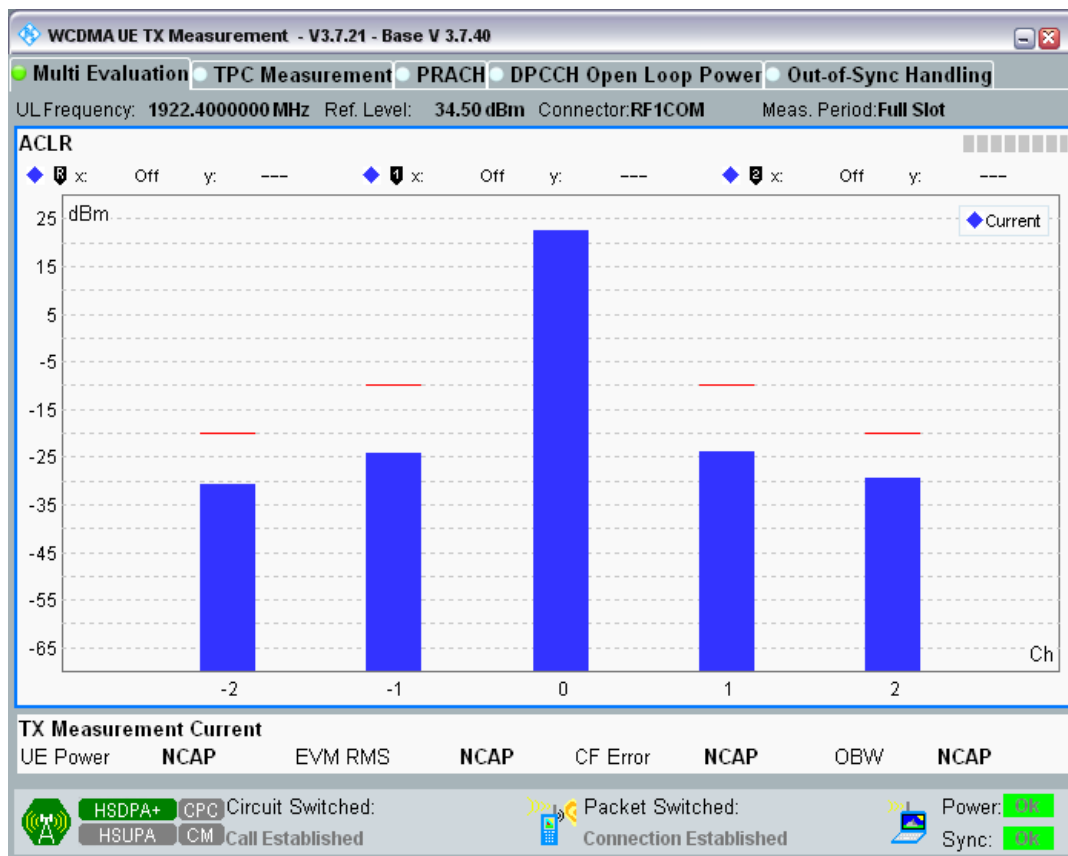 WCDMA UE TX Measurement - V3.7.21 - Base V 3.7.40
Multi Evaluation TPC Measurement PRACH DPCCH Open Loop Power Out-of-Sync Handling
UL Frequency: 1922.4000000 MHz Ref. Level: 34.50 dBm Connector:RF1COM Meas. Period:Full Slot
ACLR
R x: Off y: --- 1 x: Off y: --- 2 x: Off y: ---
dBm
Current
25
15
5
-5
-15
-25
-35
-45
-55
-65
Ch
-2 -1 0 1 2
TX Measurement Current
UE Power NCAP EVM RMS NCAP CF Error NCAP OBW NCAP
HSDPA+ CPC Circuit Switched: Packet Switched: Power: OK
HSUPA CM Call Established Connection Established Sync: OK